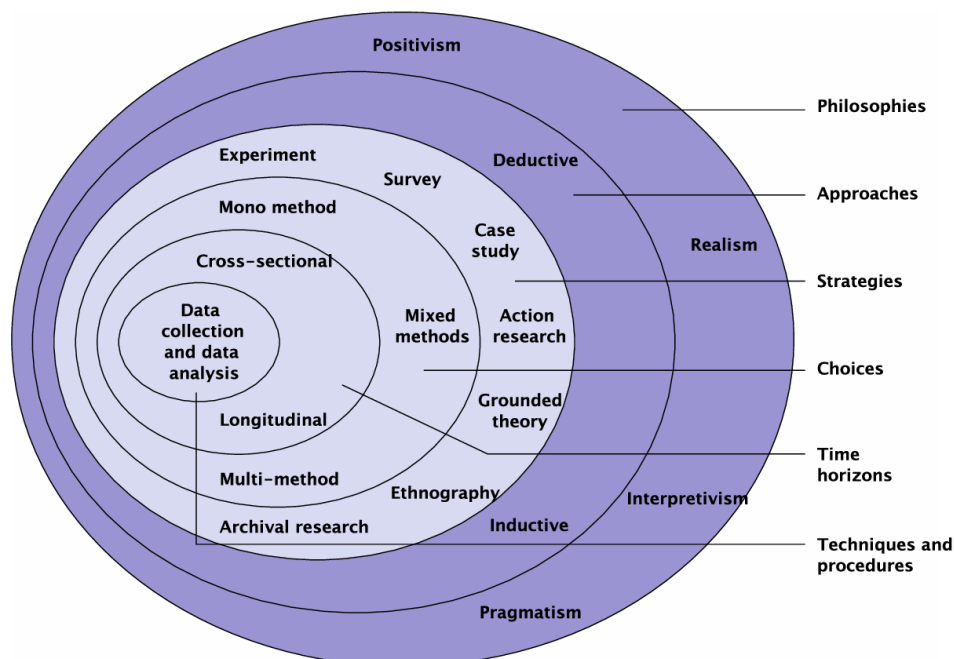 Positivism
Philosophies
Experiment
Deductive
Survey
Approaches
Mono method
Case
study
Realism
Cross-sectional
Strategies
Data
collection
and data
analysis
Mixed
methods
Action
research
Choices
Longitudinal
Grounded
theory
Time
horizons
Multi-method
Ethnography
Interpretivism
Archival research
Inductive
Techniques and
procedures
Pragmatism